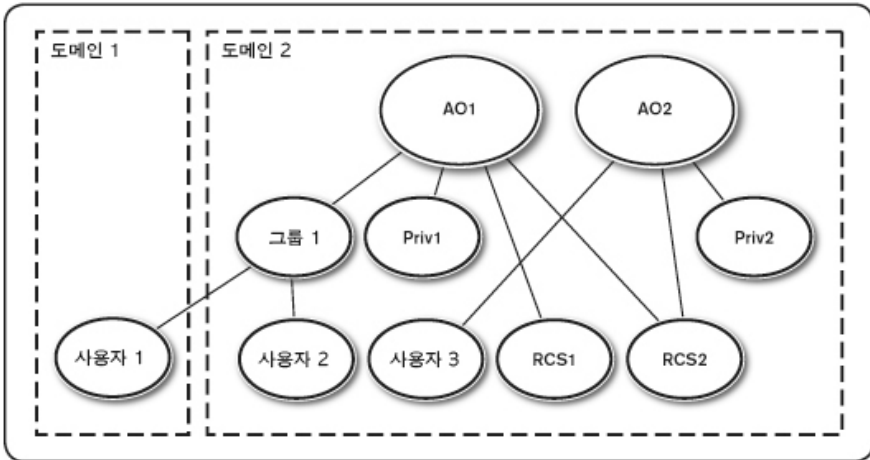 도메인 1
도메인 2
AO1
AO2
그룹 1
Priv1
Priv2
사용자 1
사용자 2
사용자 3
RCS1
RCS2